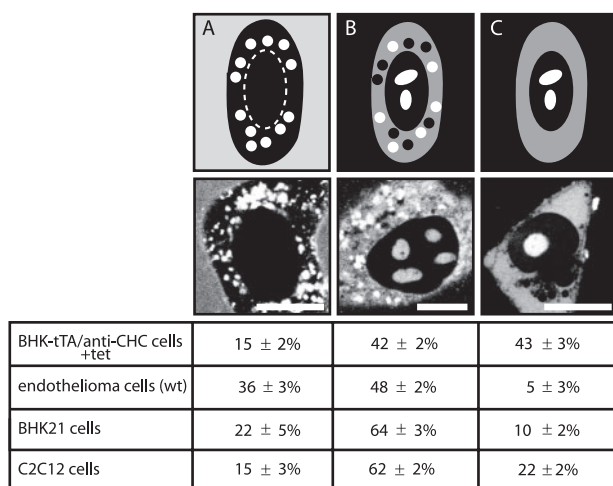 A B C
BHK-tTA/anti-CHC cells 15 ± 2% 42 ± 2% 43 ± 3%
+tet
endothelioma cells (wt) 36 ± 3% 48 ± 2% 5 ± 3%
BHK21 cells 22 ± 5% 64 ± 3% 10 ± 2%
C2C12 cells 15 ± 3% 62 ± 2% 22 ±2%